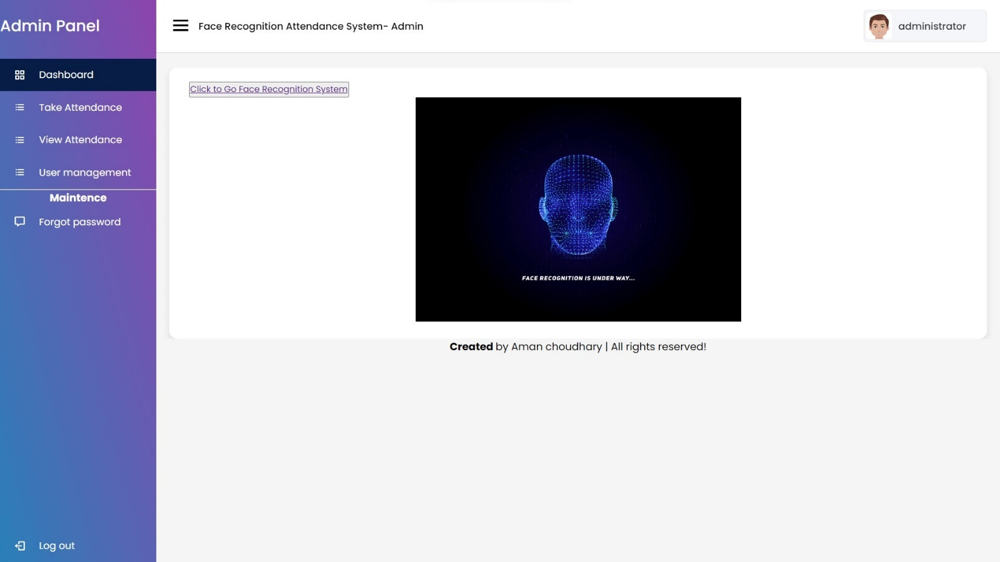 Admin Panel
Face Recognition Attendance System- Admin
administrator
Dashboard
Take Attendance
View Attendance
User management
Maintence
Forgot password
Log out
Click to Go Face Recognition System
FACE RECOGNITION IS UNDER WAY...
Created by Aman choudhary | All rights reserved!